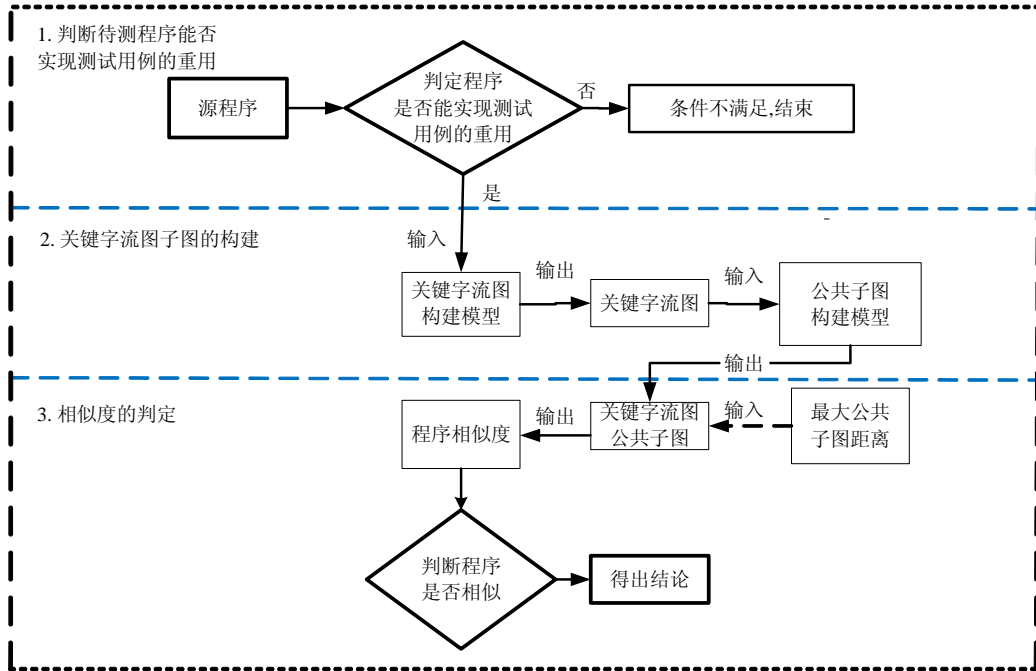 1. 判断待测程序能否
实现测试用例的重用
源程序
判定程序
是否能实现测试
用例的重用
否
条件不满足,结束
是
2. 关键字流图子图的构建
输入
关键字流图
构建模型
输出
关键字流图
输入
公共子图
构建模型
输出
3. 相似度的判定
程序相似度
输出
关键字流图
公共子图
输入
最大公共
子图距离
判断程序
是否相似
得出结论